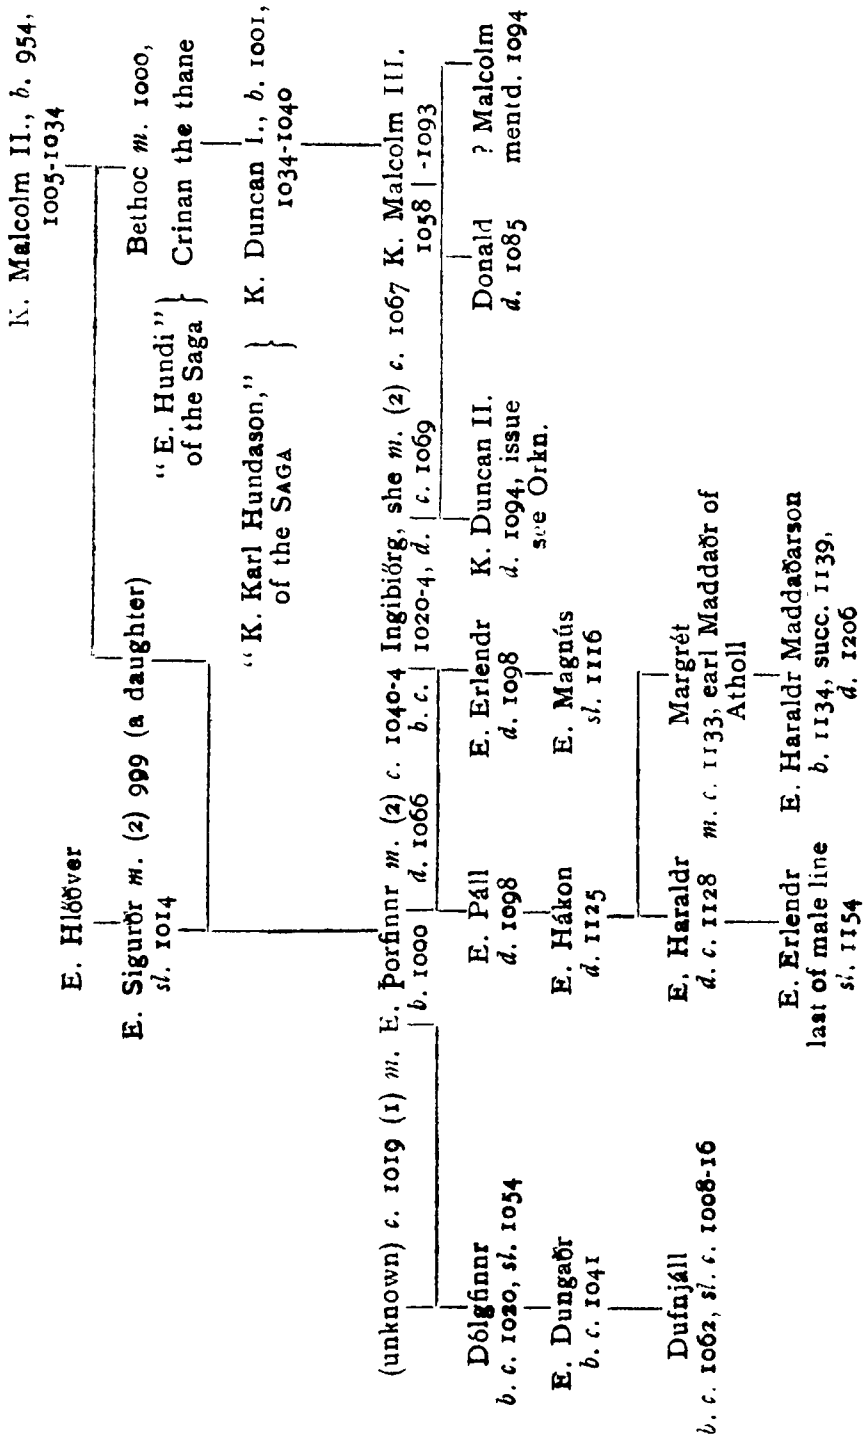 K. Malcolm II., b. 954,
1005-1034
E. Hlöðver
E. Sigurðr m. (2) 999 (a daughter)
sl. 1014
Bethoc m. 1000,
"E. Hundi" }
of the Saga
Crinan the thane
"K. Karl Hundason," }
of the SAGA
K. Duncan I., b. 1001,
1034-1040
(unknown) c. 1019 (1) m. E. Þorfinnr m. (2) c. 1040-4 Ingibiörg, she m. (2) c. 1067 K. Malcolm III.
b. 1000 | d. 1066 b. c. | 1020-4, d. | c. 1069 1058 | -1093
Dólgfinnr
b. c. 1020, sl. 1054
E. Páll
d. 1098
E. Erlendr
d. 1098
K. Duncan II.
d. 1094, issue
see Orkn.
Donald
d. 1085
? Malcolm
mentd. 1094
E. Dungaðr
b. c. 1041
E. Hákon
d. 1125
E. Magnús
sl. 1116
Dufnjáll
b. c. 1062, sl. c. 1008-16
E, Haraldr
d. c. 1128
Margrét
m. c. 1133, earl Maddaðr of
Atholl
E. Erlendr
last of male line
sl. 1154
E. Haraldr Maddaðarson
b. 1134, succ. 1139,
d. 1206